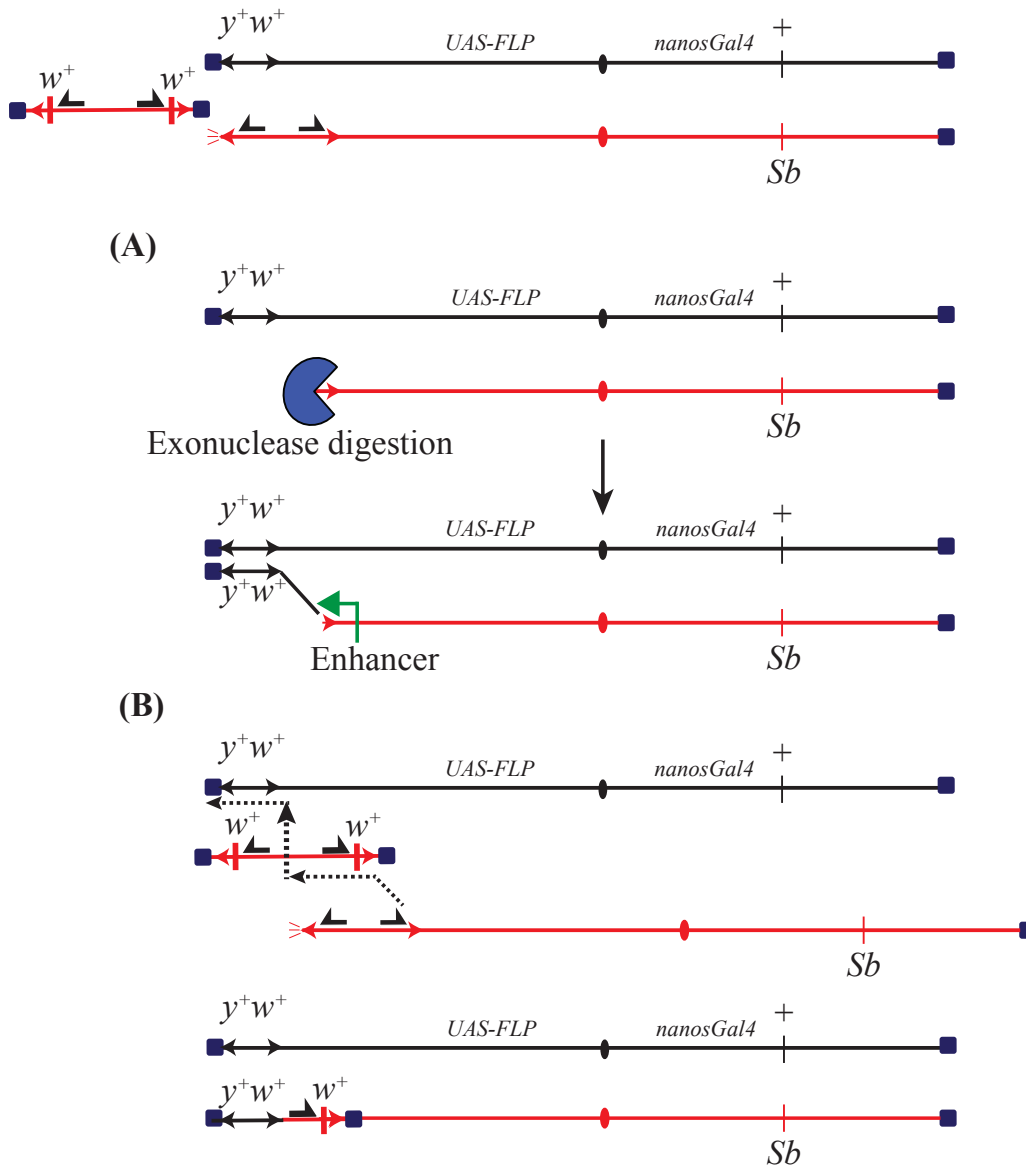 y⁺w⁺ UAS-FLP nanosGal4 +
w⁺ w⁺
Sb
(A)
y⁺w⁺ UAS-FLP nanosGal4 +
Exonuclease digestion Sb
y⁺w⁺ UAS-FLP nanosGal4 +
y⁺w⁺
Enhancer Sb
(B)
y⁺w⁺ UAS-FLP nanosGal4 +
w⁺ w⁺
Sb
y⁺w⁺ UAS-FLP nanosGal4 +
y⁺w⁺ w⁺
Sb